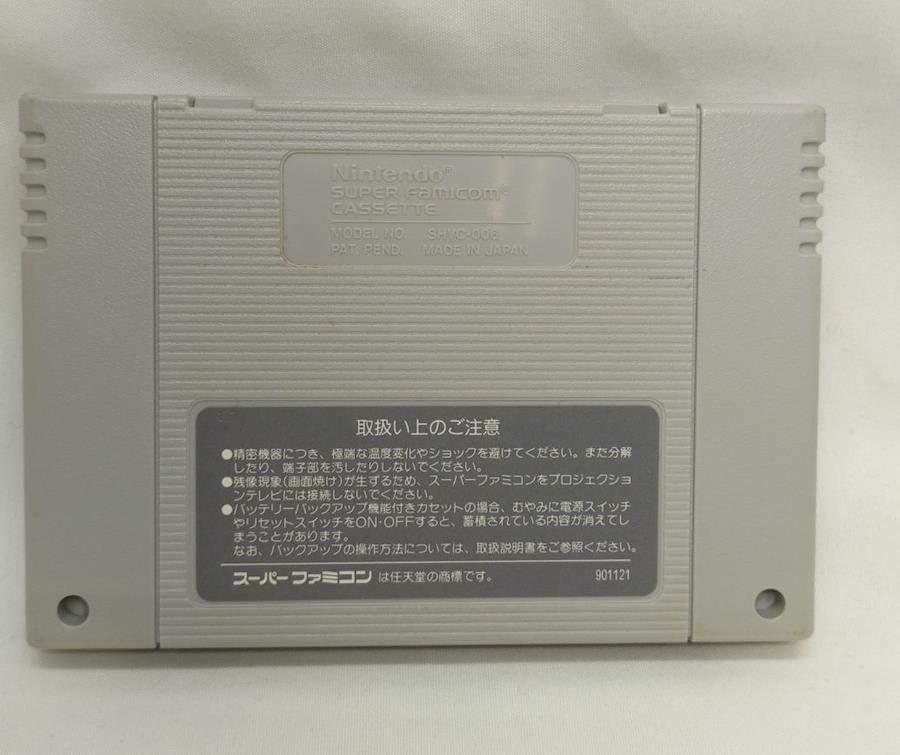 Nintendo®
SUPER Famicom®
CASSETTE
MODEL NO. SHVC-006
PAT. PEND. MADE IN JAPAN
取扱い上のご注意
●精密機器につき、極端な温度変化やショックを避けてください。また分解
したり、端子部を汚したりしないでください。
●残像現象(画面焼け)が生ずるため、スーパーファミコンをプロジェクショ
ンテレビには接続しないでください。
●バッテリーバックアップ機能付きカセットの場合、むやみに電源スイッチ
やリセットスイッチをON・OFFすると、蓄積されている内容が消えてし
まうことがあります。
なお、バックアップの操作方法については、取扱説明書をご参照ください。
スーパーファミコン は任天堂の商標です。 901121